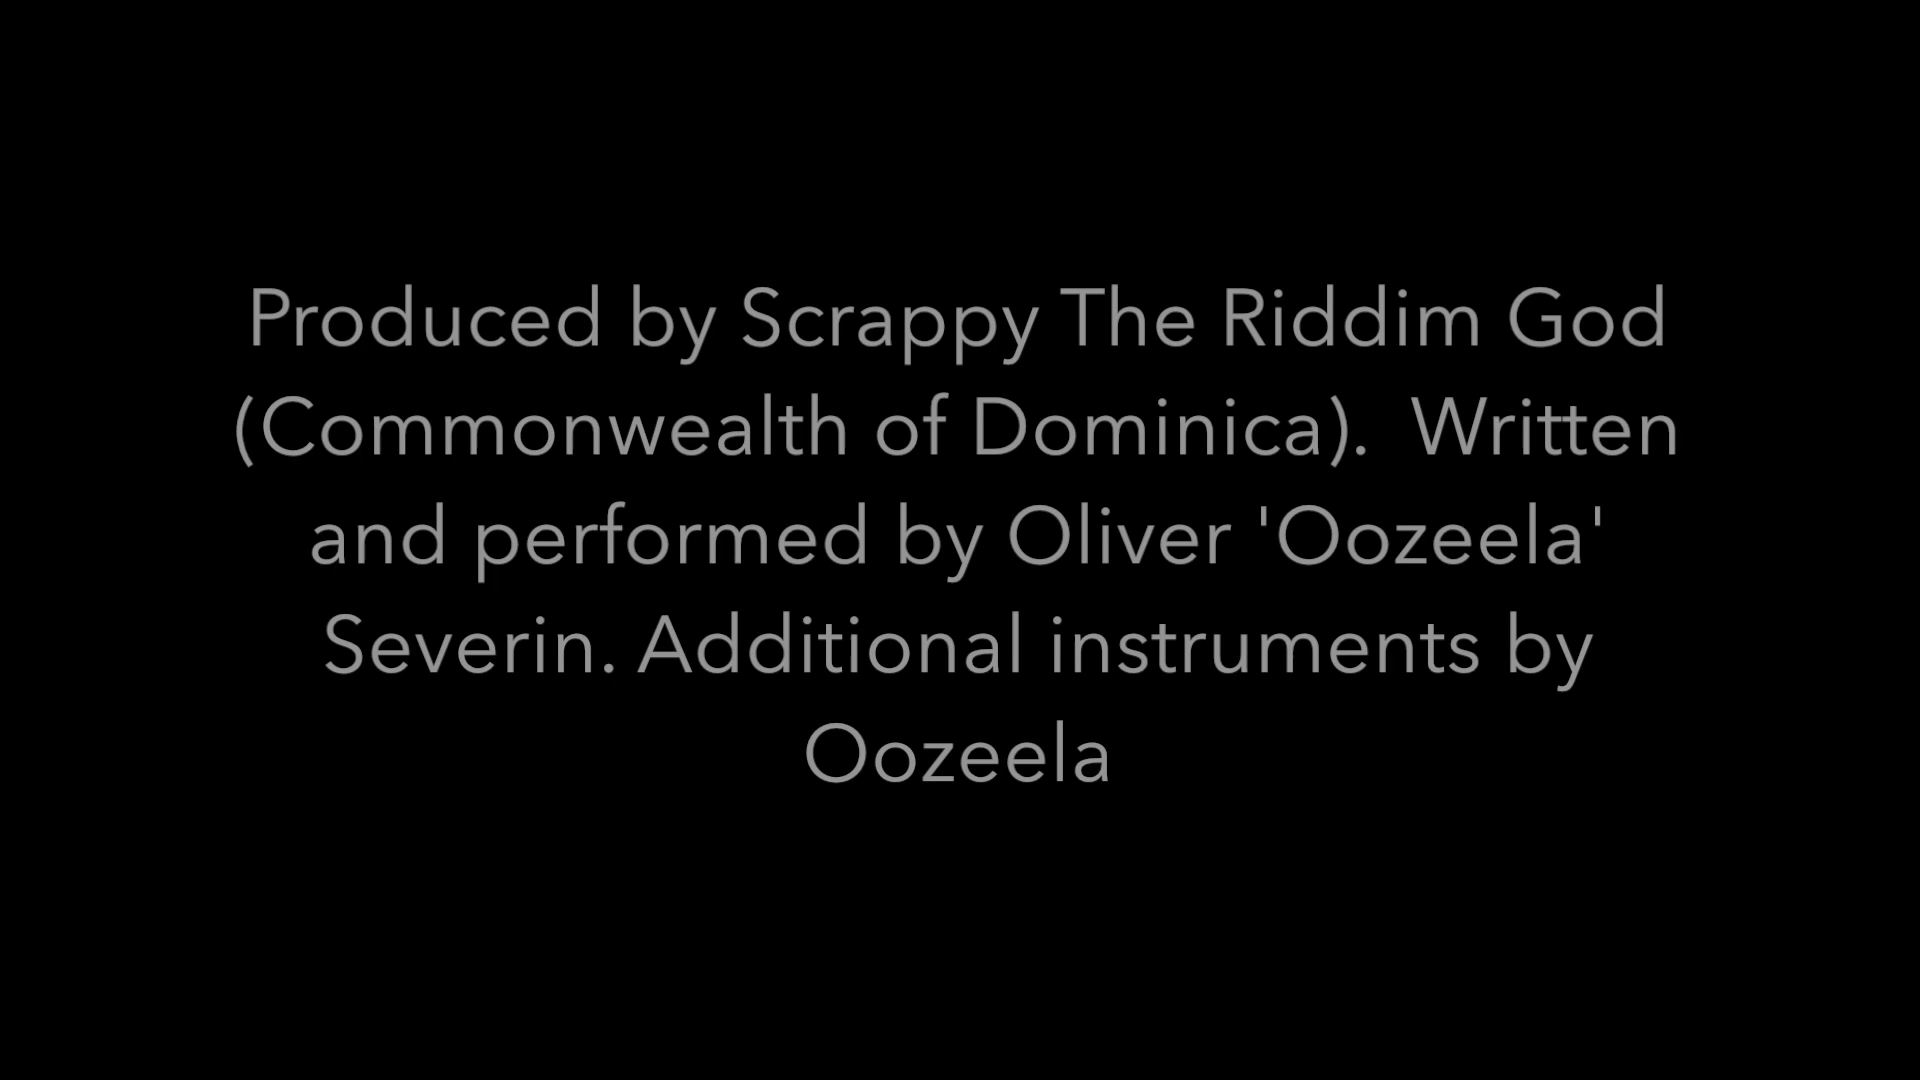 Produced by Scrappy The Riddim God
(Commonwealth of Dominica).  Written
and performed by Oliver 'Oozeela'
Severin. Additional instruments by
Oozeela